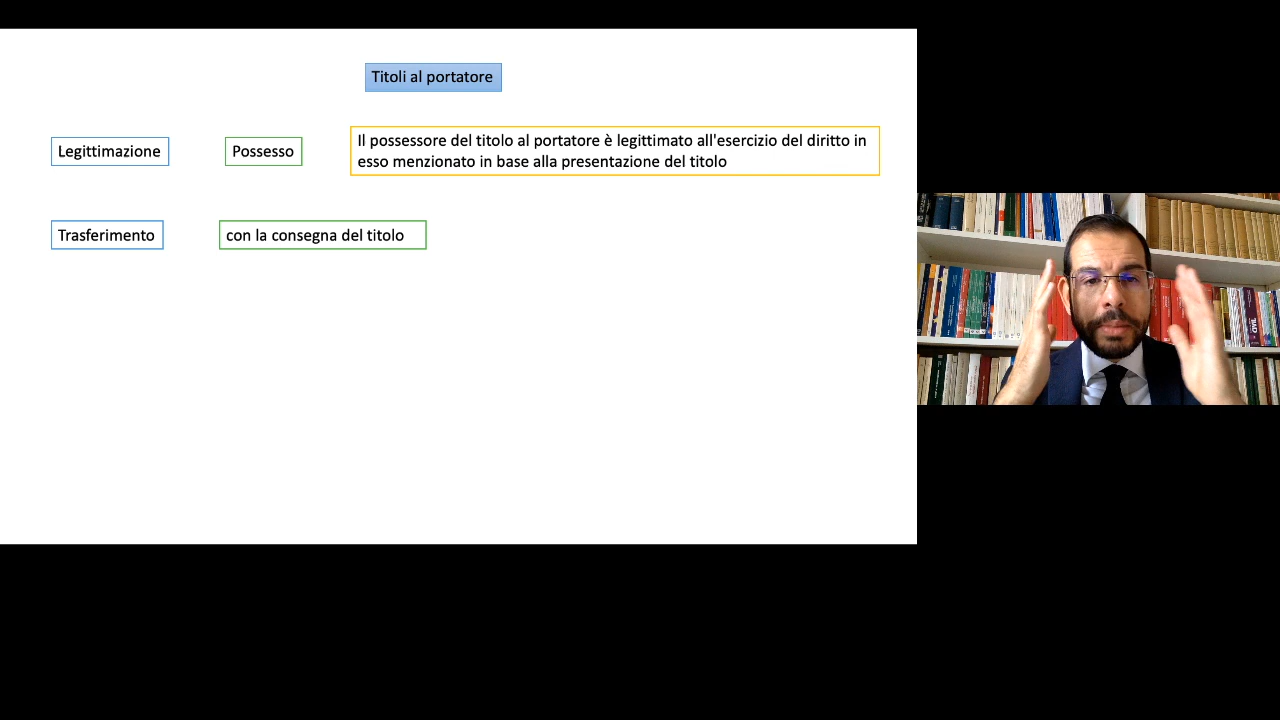 Titoli al portatore
Legittimazione
Possesso
Il possessore del titolo al portatore è legittimato all'esercizio del diritto in
esso menzionato in base alla presentazione del titolo
Trasferimento
con la consegna del titolo